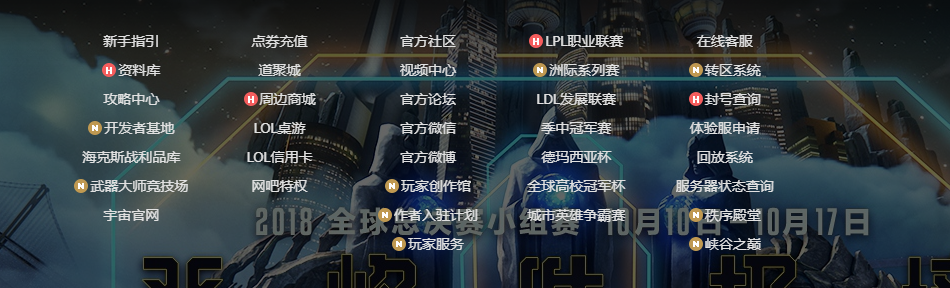 新手指引 点券充值 官方社区 H LPL职业联赛 在线客服
H 资料库 道聚城 视频中心 N 洲际系列赛 N 转区系统
攻略中心 H 周边商城 官方论坛 LDL发展联赛 H 封号查询
N 开发者基地 LOL桌游 官方微信 季中冠军赛 体验服申请
海克斯战利品库 LOL信用卡 官方微博 德玛西亚杯 回放系统
N 武器大师竞技场 网吧特权 N 玩家创作馆 全球高校冠军杯 服务器状态查询
宇宙官网 N 作者入驻计划 城市英雄争霸赛 N 秩序殿堂
2018 全球总决赛小组赛 10月10日 10月17日
N 玩家服务 N 峡谷之巅